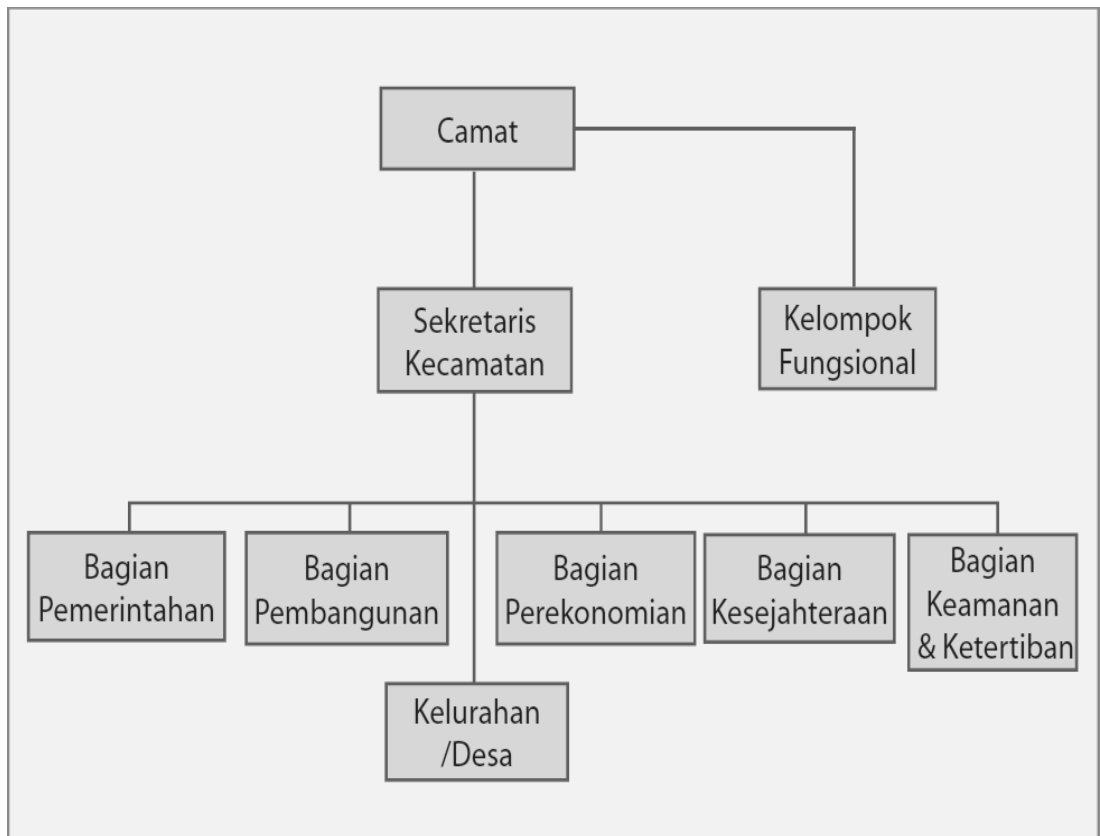 Camat
Sekretaris
Kecamatan
Kelompok
Fungsional
Bagian
Pemerintahan
Bagian
Pembangunan
Bagian
Perekonomian
Bagian
Kesejahteraan
Bagian
Keamanan
& Ketertiban
Kelurahan
/Desa